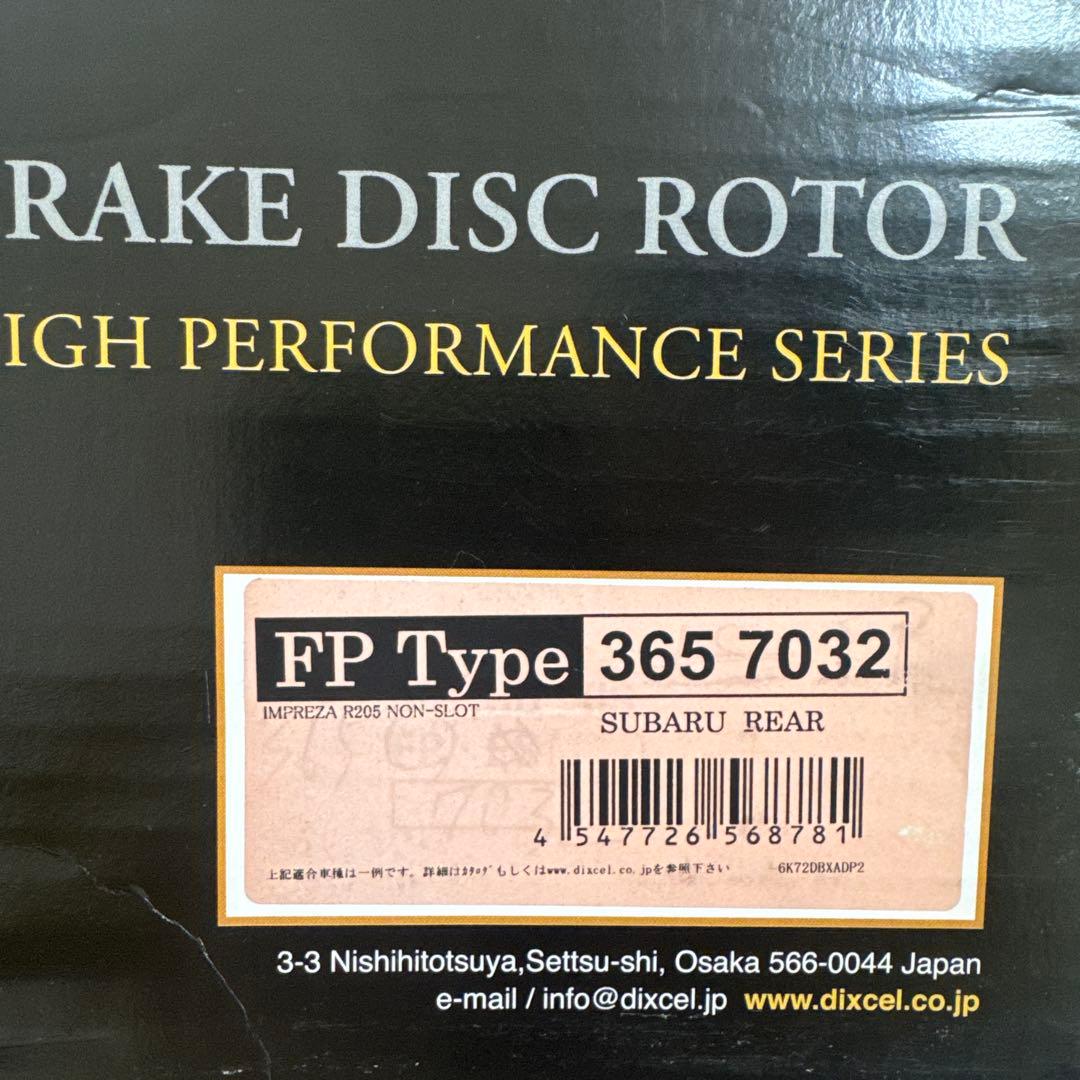 RAKE DISC ROTOR
IGH PERFORMANCE SERIES
FP Type 365 7032
IMPREZA R205 NON-SLOT
SUBARU REAR
4 547726 568781
上記適合車種は一例です。詳細はｶﾀﾛｸﾞもしくはwww.dixcel.co.jpを参照下さい
6K72DBXADP2
3-3 Nishihitotsuya,Settsu-shi, Osaka 566-0044 Japan
e-mail / info@dixcel.jp www.dixcel.co.jp